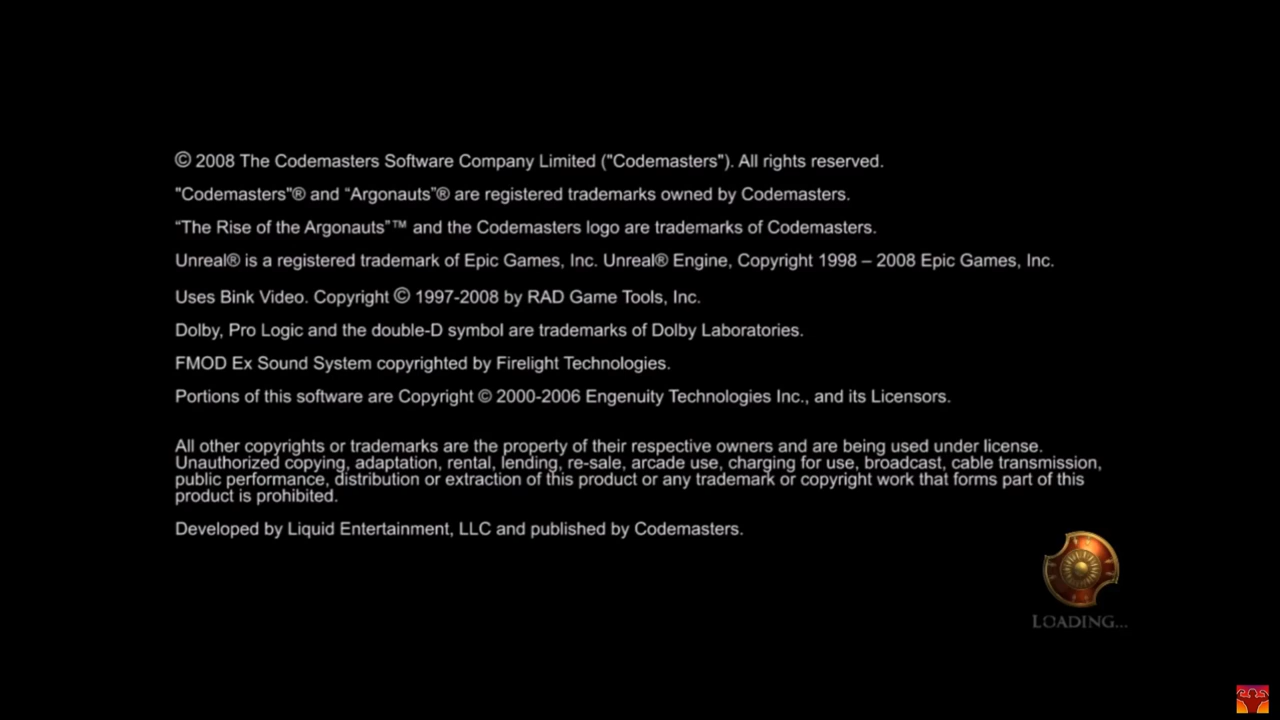 © 2008 The Codemasters Software Company Limited ("Codemasters"). All rights reserved.
"Codemasters"® and “Argonauts”® are registered trademarks owned by Codemasters.
“The Rise of the Argonauts”™ and the Codemasters logo are trademarks of Codemasters.
Unreal® is a registered trademark of Epic Games, Inc. Unreal® Engine, Copyright 1998 – 2008 Epic Games, Inc.
Uses Bink Video. Copyright © 1997-2008 by RAD Game Tools, Inc.
Dolby, Pro Logic and the double-D symbol are trademarks of Dolby Laboratories.
FMOD Ex Sound System copyrighted by Firelight Technologies.
Portions of this software are Copyright © 2000-2006 Engenuity Technologies Inc., and its Licensors.
All other copyrights or trademarks are the property of their respective owners and are being used under license.
Unauthorized copying, adaptation, rental, lending, re-sale, arcade use, charging for use, broadcast, cable transmission,
public performance, distribution or extraction of this product or any trademark or copyright work that forms part of this
product is prohibited.
Developed by Liquid Entertainment, LLC and published by Codemasters.
LOADING...